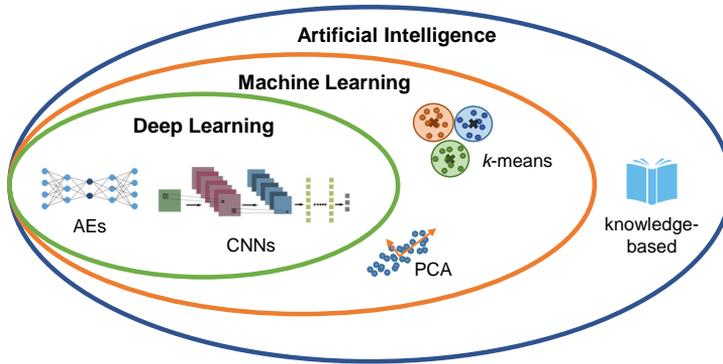 Artificial Intelligence
Machine Learning
Deep Learning
k-means
AEs
CNNs
PCA
knowledge-
based